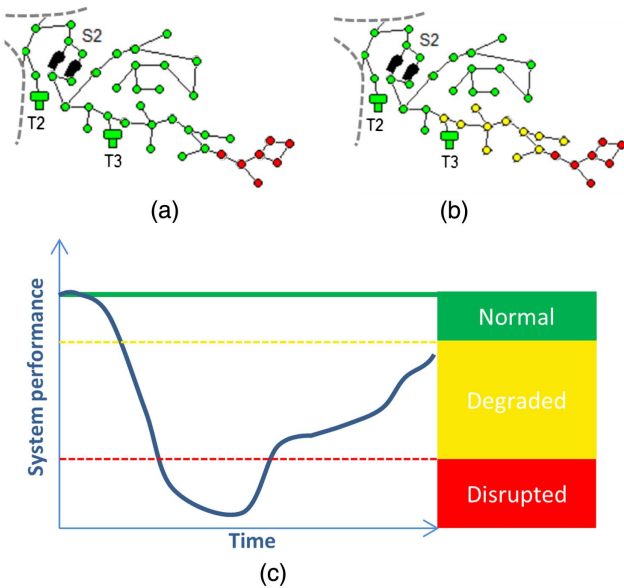 S2
S2
T2
T3
T2
T3
(a)
(b)
System performance
Normal
Degraded
Disrupted
Time
(c)